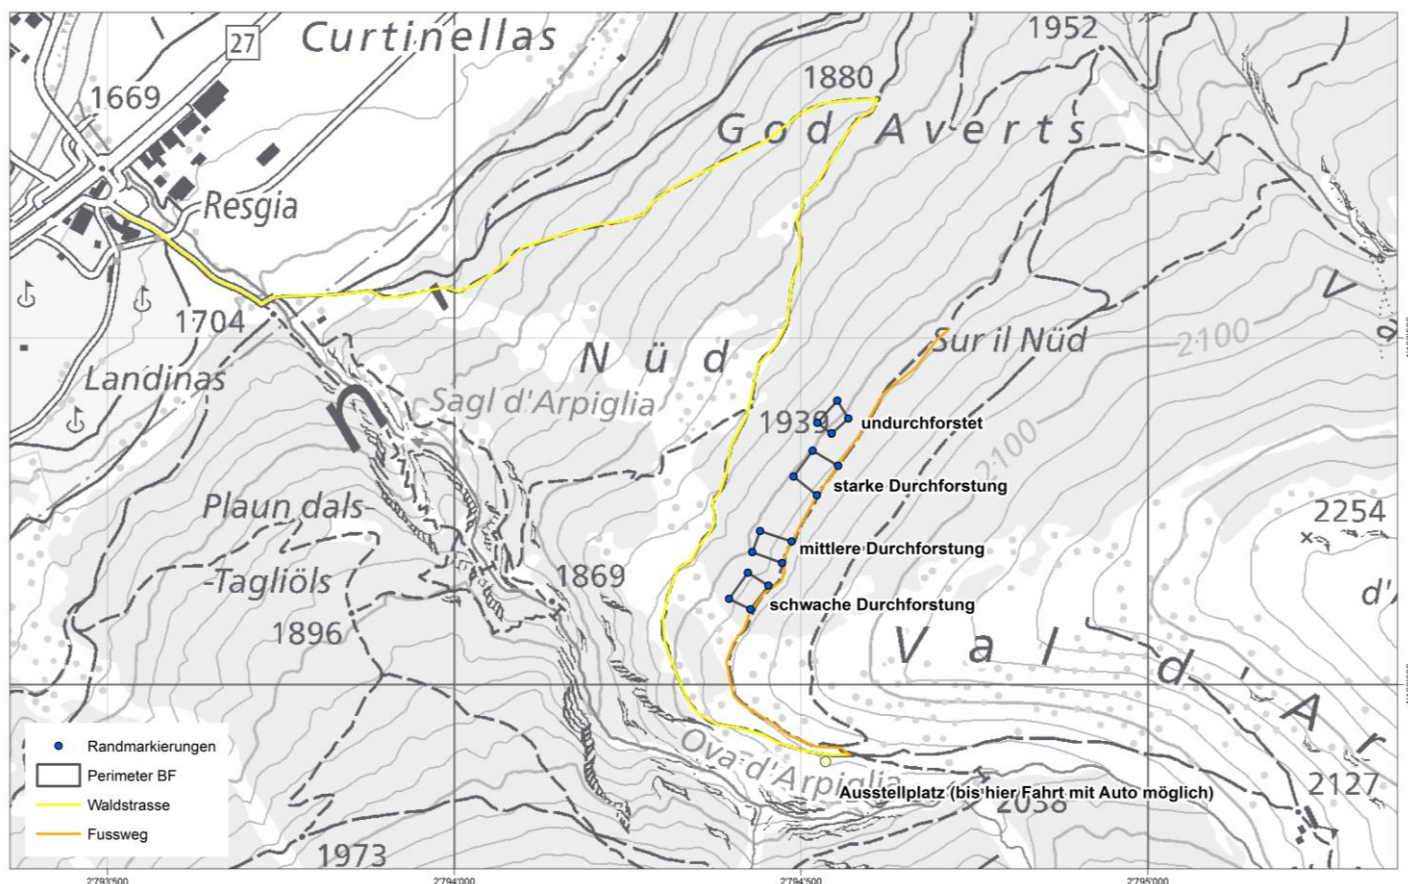 1952
Curtinellas
27
1880
1669
God Averts
Resgia
V
a
1704
Sur il Nüd
2100
Nüd
Landinas
Sagl d'Arpiglia
1939
undurchforstet
2100
starke Durchforstung
Plaun dals-
2254
mittlere Durchforstung
-Tagliöls
1869
d'
schwache Durchforstung
1896
Val d'Ar
Randmarkierungen
Perimeter BF
Waldstrasse
Fussweg
Ova d'Arpiglia
Ausstellplatz (bis hier Fahrt mit Auto möglich)
2038
2127
1973
2'793'500
2'794'000
2'794'500
2'795'000